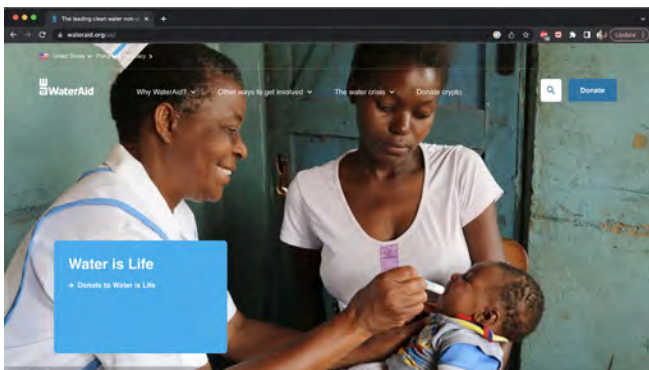 The leading clean water non-p
wateraid.org/us/
Update
United States
WaterAid
Why WaterAid?
Other ways to get involved
The water crisis
Donate crypto
Donate
Water is Life
→ Donate to Water is Life